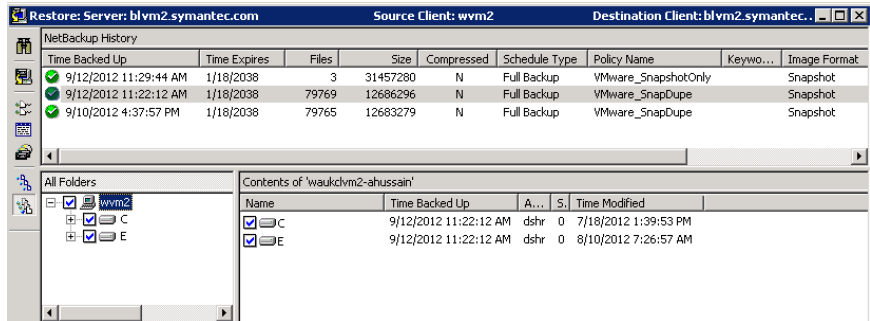 Restore: Server: blvm2.symantec.com Source Client: wvm2 Destination Client: blvm2.symantec..
NetBackup History
Time Backed Up Time Expires Files Size Compressed Schedule Type Policy Name Keywo... Image Format
9/12/2012 11:29:44 AM 1/18/2038 3 31457280 N Full Backup VMware_SnapshotOnly Snapshot
9/12/2012 11:22:12 AM 1/18/2038 79769 12686296 N Full Backup VMware_SnapDupe Snapshot
9/10/2012 4:37:57 PM 1/18/2038 79765 12683279 N Full Backup VMware_SnapDupe Snapshot
All Folders Contents of 'waukclvm2-ahussain'
wvm2 Name Time Backed Up A... S. Time Modified
C C 9/12/2012 11:22:12 AM dshr 0 7/18/2012 1:39:53 PM
E E 9/12/2012 11:22:12 AM dshr 0 8/10/2012 7:26:57 AM